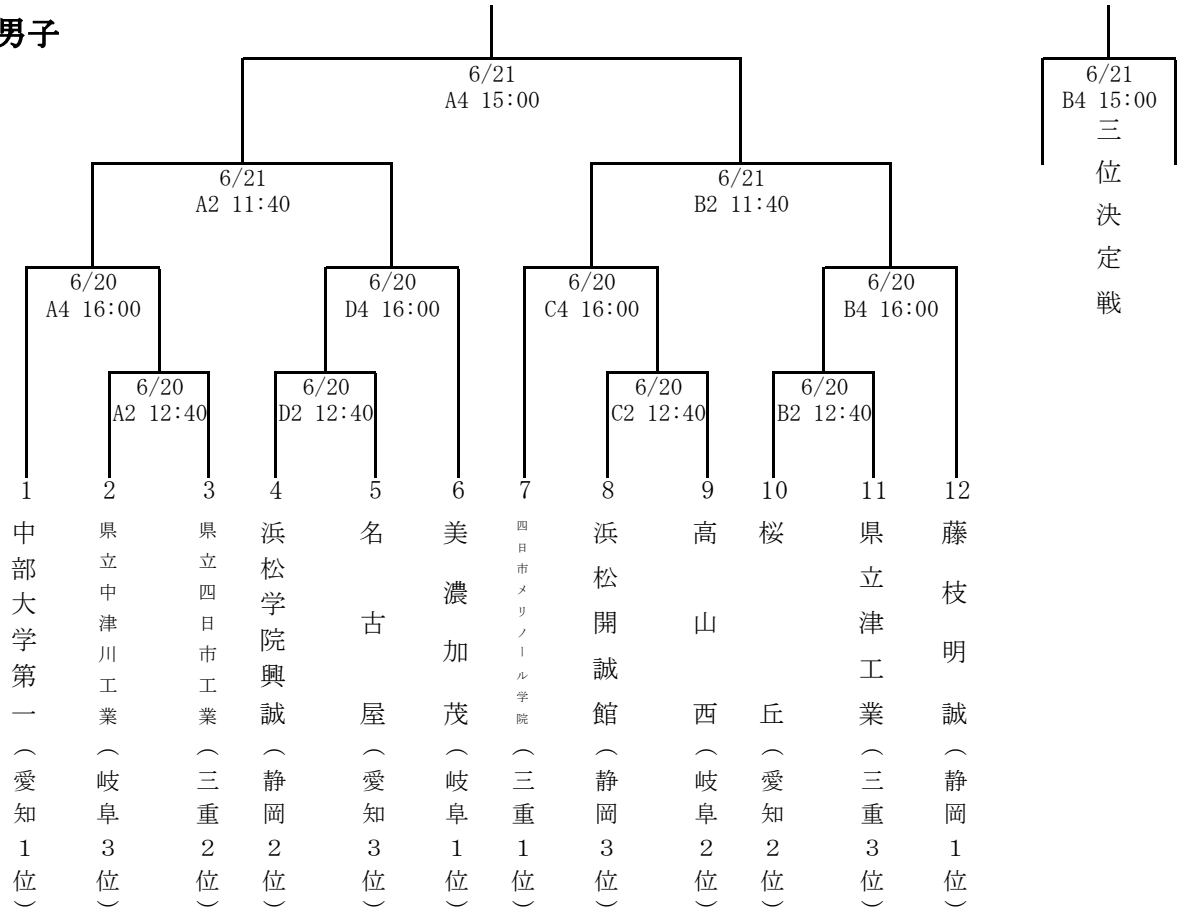 男子
6/21
A4 15:00
6/21
B4 15:00
三位決定戦
6/21
A2 11:40
6/21
B2 11:40
6/20
A4 16:00
6/20
D4 16:00
6/20
C4 16:00
6/20
B4 16:00
6/20
A2 12:40
6/20
D2 12:40
6/20
C2 12:40
6/20
B2 12:40
1
中部大学第一(愛知1位)
2
県立中津川工業(岐阜3位)
3
県立四日市工業(三重2位)
4
浜松学院興誠(静岡2位)
5
名古屋(愛知3位)
6
美濃加茂(岐阜1位)
7
四日市メリノール学院(三重1位)
8
浜松開誠館(静岡3位)
9
高山西(岐阜2位)
10
桜丘(愛知2位)
11
県立津工業(三重3位)
12
藤枝明誠(静岡1位)